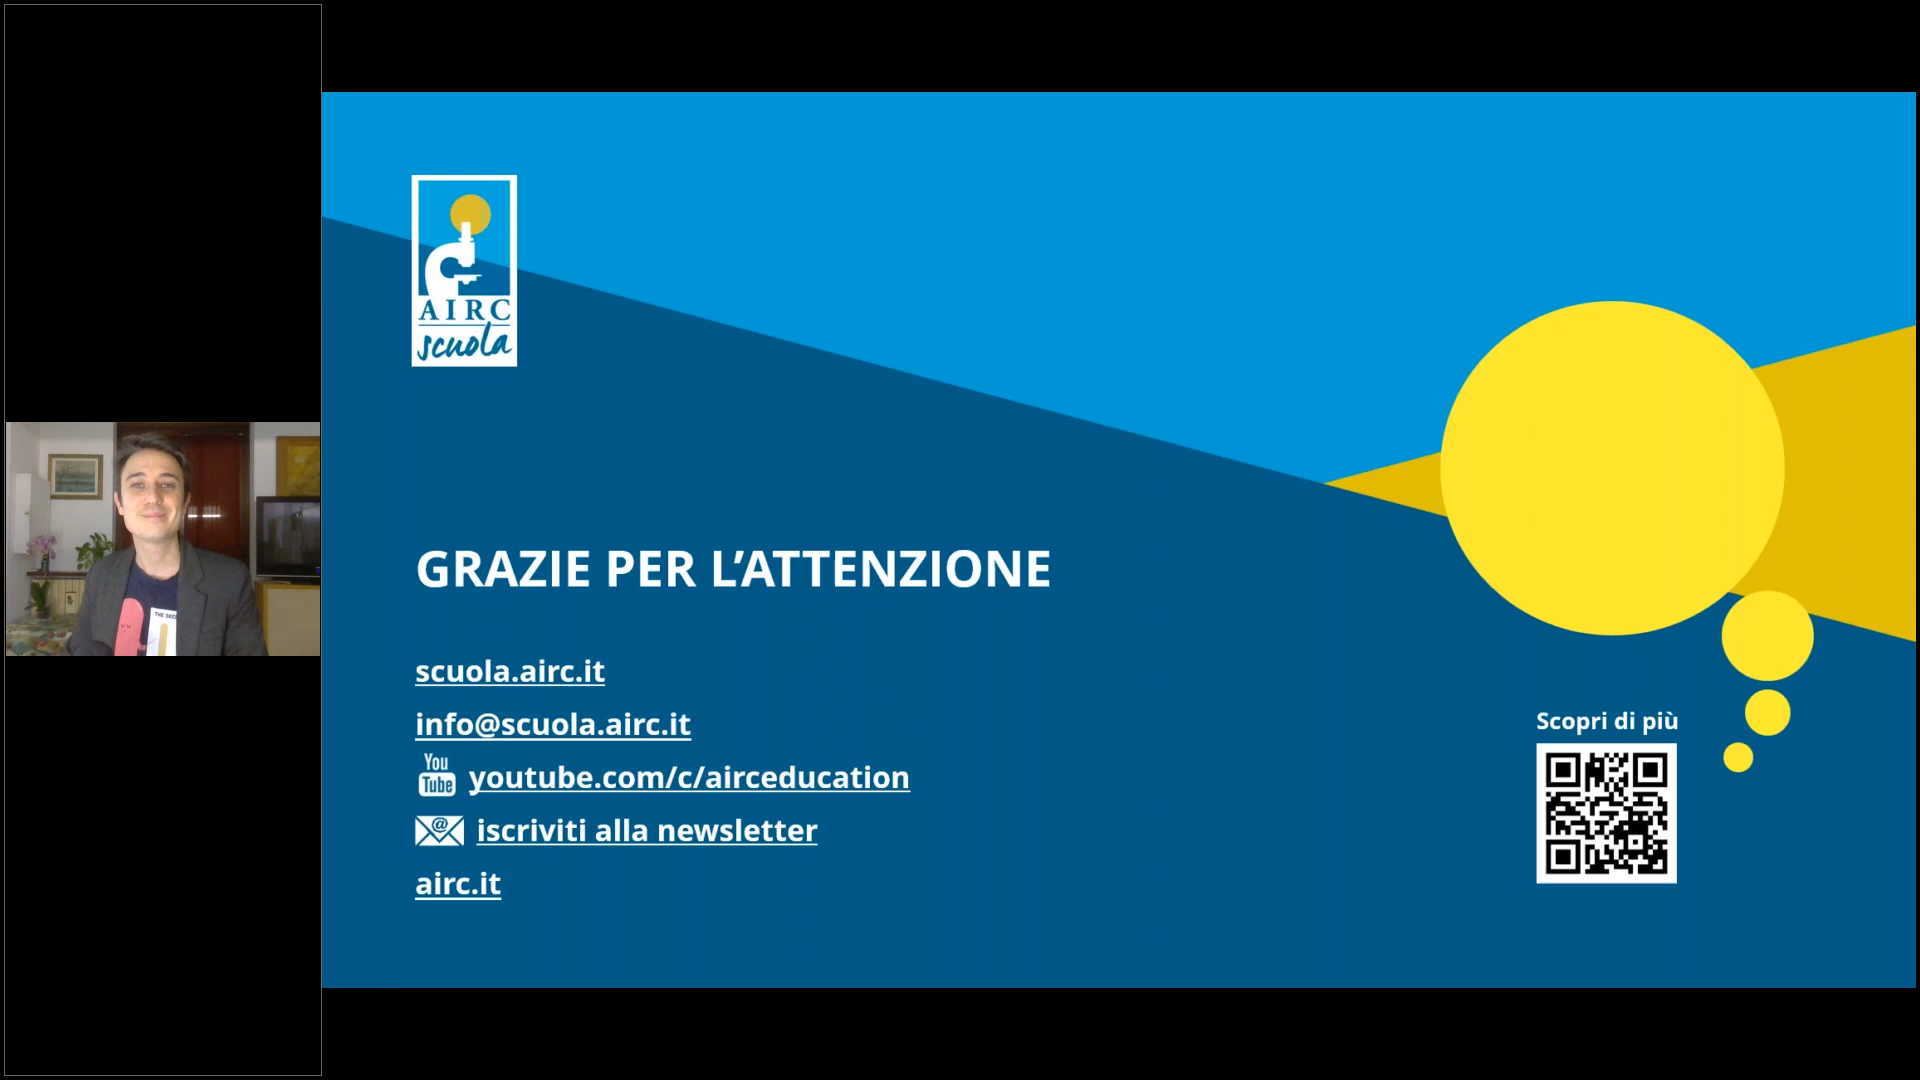 AIRC
scuola
GRAZIE PER L’ATTENZIONE
scuola.airc.it
info@scuola.airc.it
You
Tube
youtube.com/c/airceducation
@
iscriviti alla newsletter
airc.it
Scopri di più